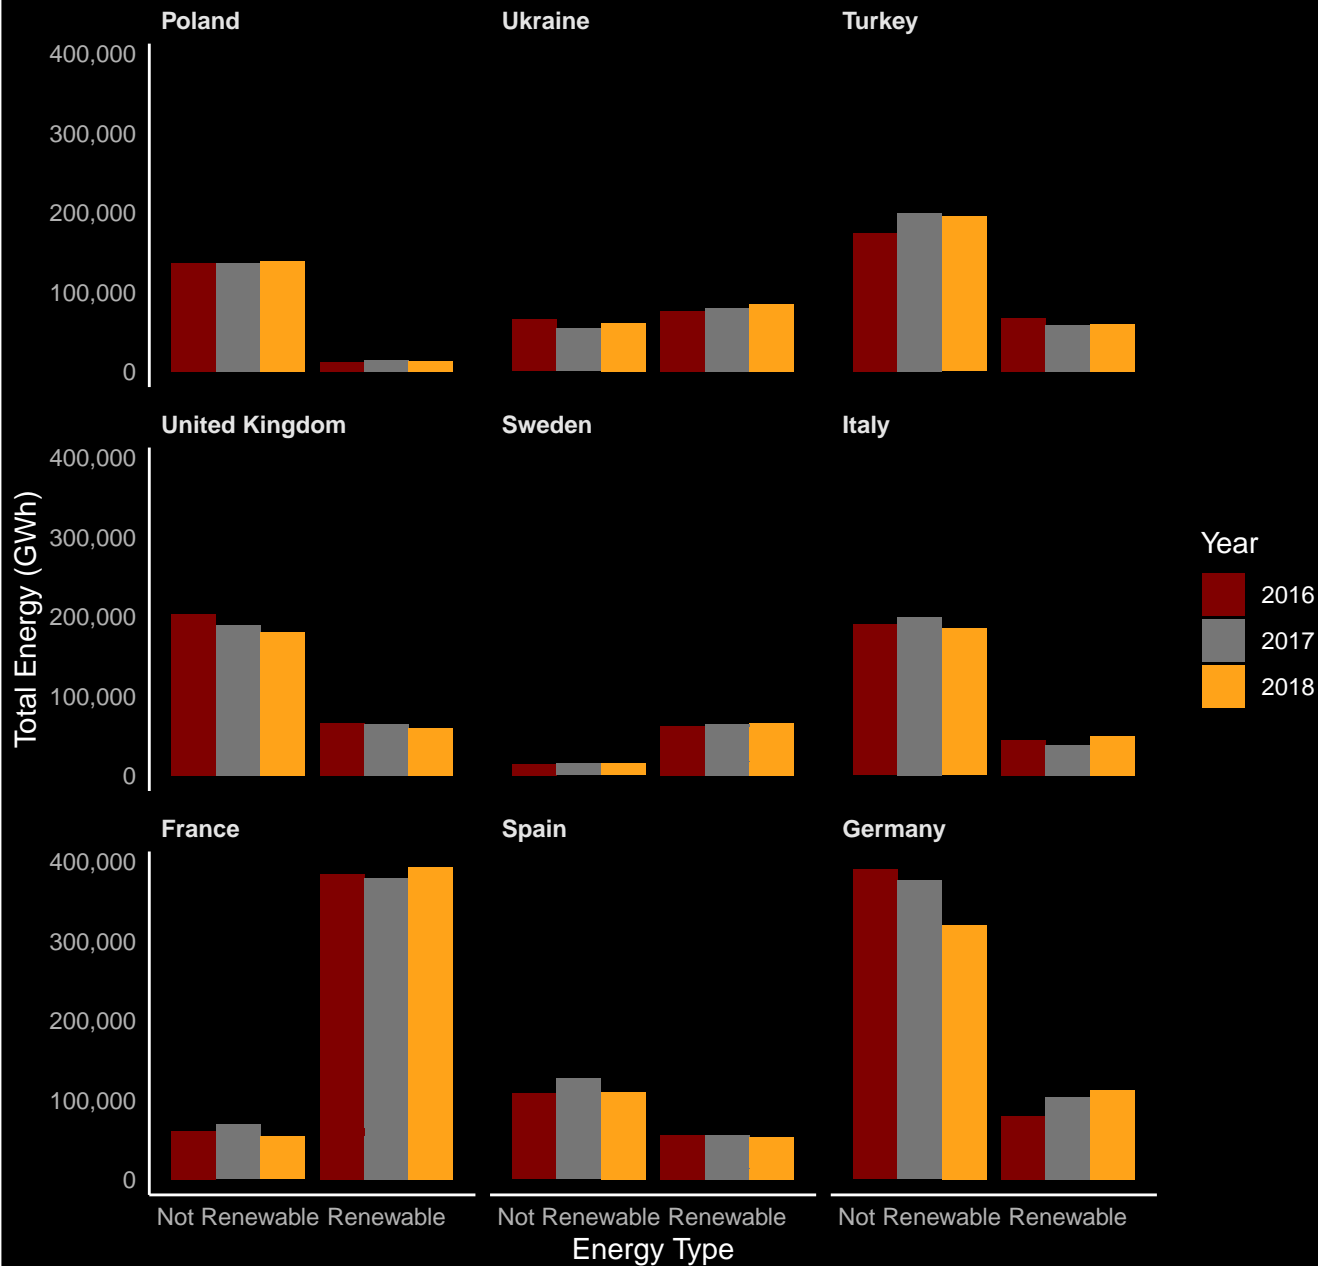 Poland
Ukraine
Turkey
400,000
300,000
200,000
100,000
0
United Kingdom
Sweden
Italy
400,000
300,000
200,000
100,000
0
France
Spain
Germany
400,000
300,000
200,000
100,000
0
Not Renewable Renewable
Not Renewable Renewable
Not Renewable Renewable
Energy Type
Total Energy (GWh)
Year
2016
2017
2018